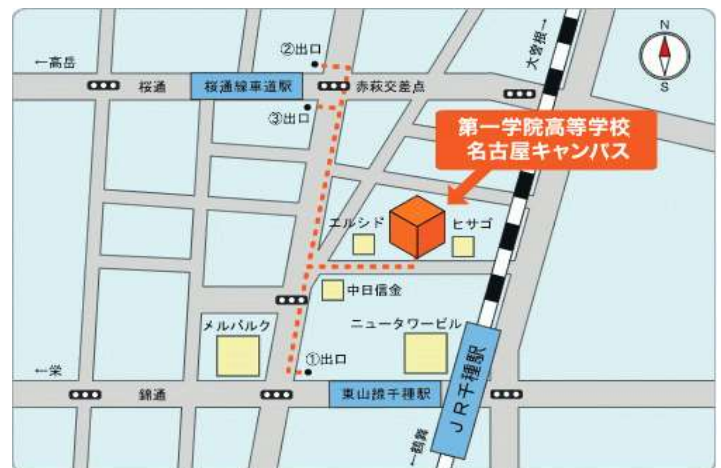 N
S
大曽根→
②出口
←高岳
桜通
桜通線車道駅
赤萩交差点
③出口
第一学院高等学校
名古屋キャンパス
エルシド
ヒサゴ
中日信金
メルパルク
ニュータワービル
①出口
←栄
錦通
東山線千種駅
JR千種駅
←鶴舞